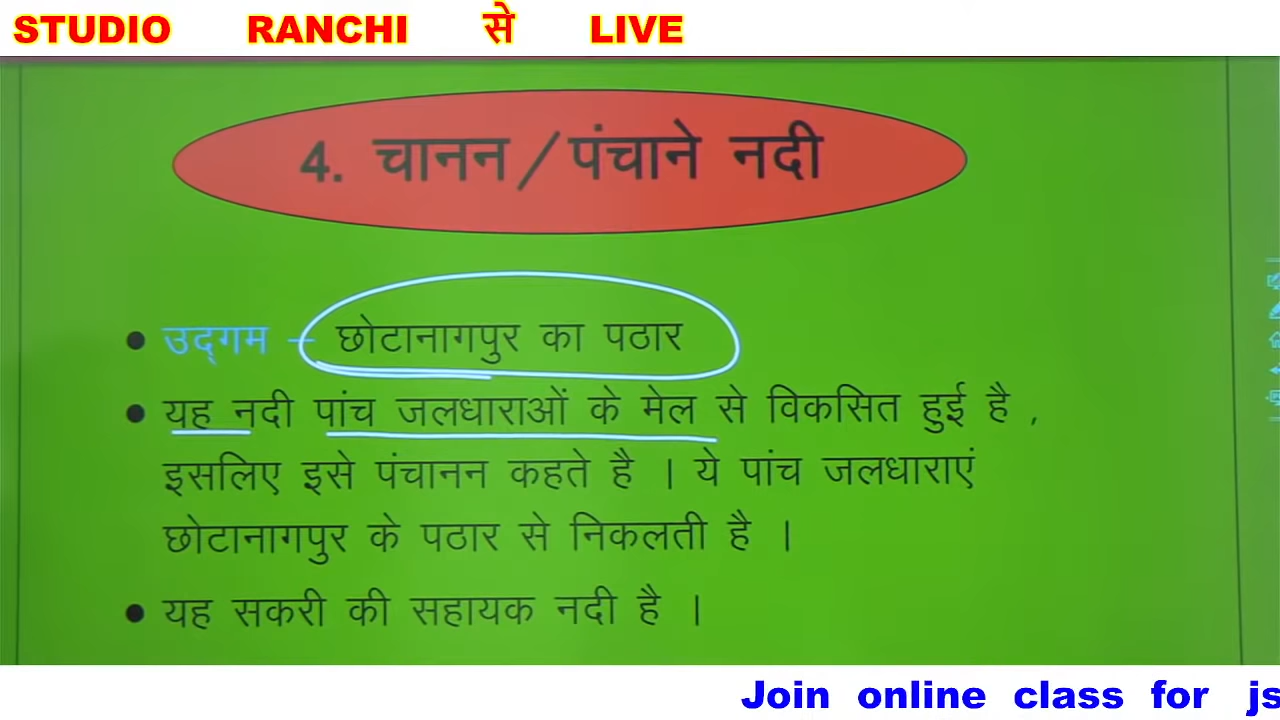 STUDIO RANCHI से LIVE
4. चानन/पंचाने नदी
• उद्गम – छोटानागपुर का पठार
• यह नदी पांच जलधाराओं के मेल से विकसित हुई है ,
इसलिए इसे पंचानन कहते है । ये पांच जलधाराएं
छोटानागपुर के पठार से निकलती है ।
• यह सकरी की सहायक नदी है ।
Join online class for js